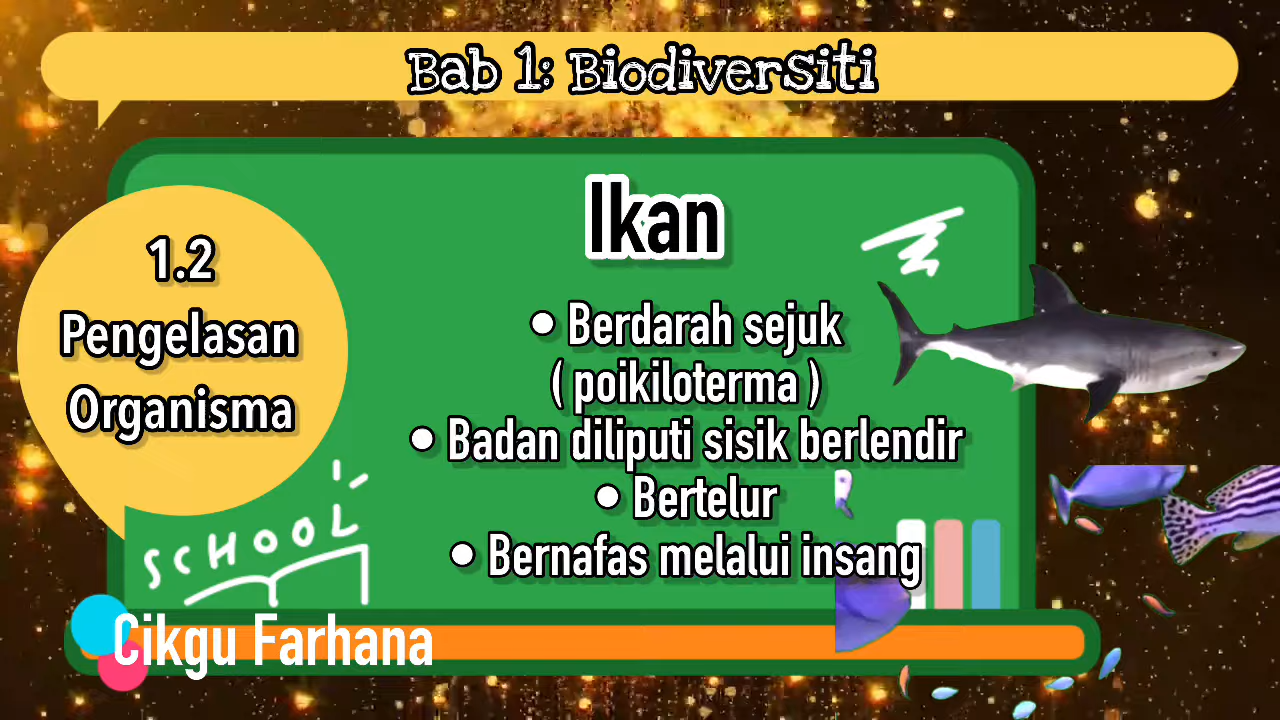 Bab 1: Biodiversiti
Ikan
1.2
Pengelasan
Organisma
• Berdarah sejuk
( poikiloterma )
• Badan diliputi sisik berlendir
• Bertelur
• Bernafas melalui insang
SCHOOL
Cikgu Farhana